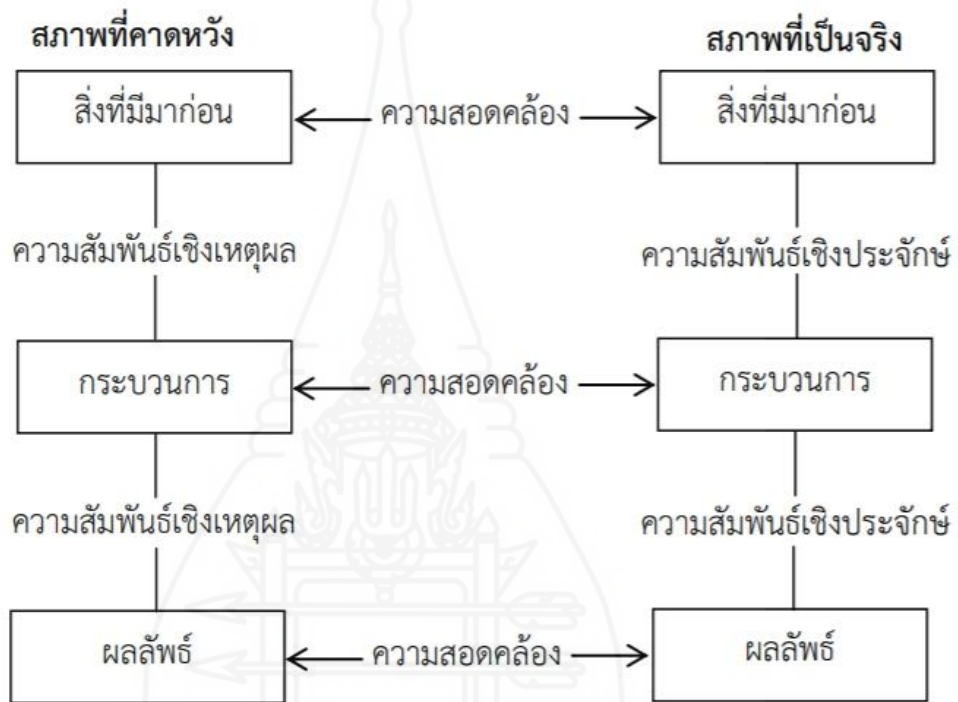 สภาพที่คาดหวัง สภาพที่เป็นจริง
สิ่งที่มีมาก่อน ความสอดคล้อง สิ่งที่มีมาก่อน
ความสัมพันธ์เชิงเหตุผล ความสัมพันธ์เชิงประจักษ์
กระบวนการ ความสอดคล้อง กระบวนการ
ความสัมพันธ์เชิงเหตุผล ความสัมพันธ์เชิงประจักษ์
ผลลัพธ์ ความสอดคล้อง ผลลัพธ์